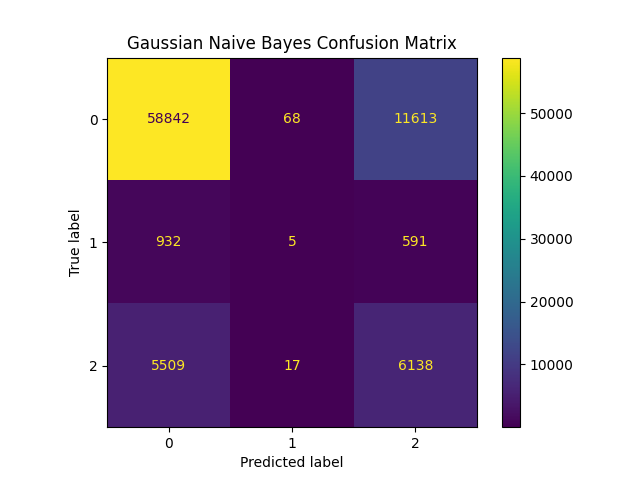 Gaussian Naive Bayes Confusion Matrix
0
58842 68 11613
1
932 5 591
2
5509 17 6138
0 1 2
True label
Predicted label
50000
40000
30000
20000
10000